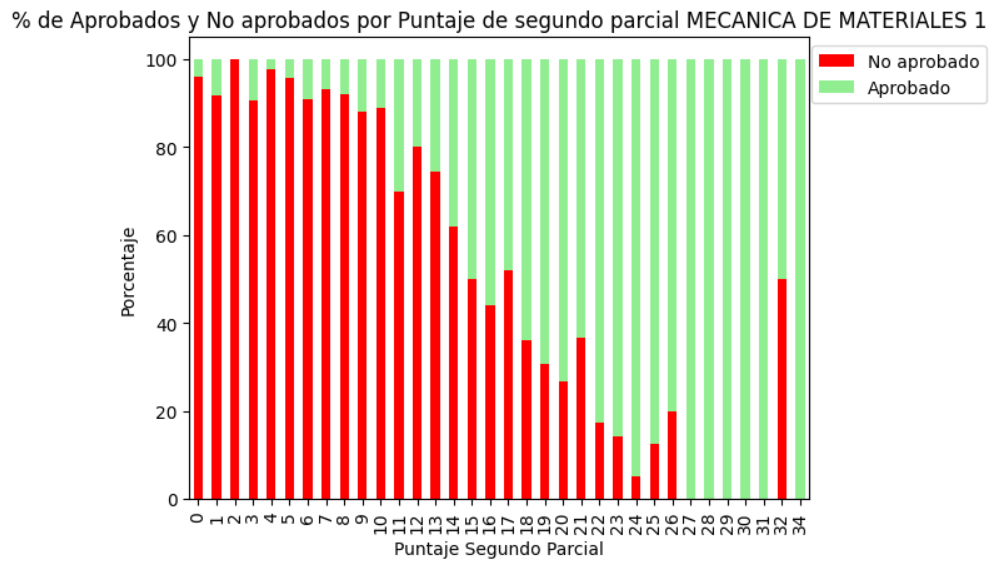 % de Aprobados y No aprobados por Puntaje de segundo parcial MECANICA DE MATERIALES 1
No aprobado
Aprobado
100
80
60
40
20
0
Porcentaje
0 1 2 3 4 5 6 7 8 9 10 11 12 13 14 15 16 17 18 19 20 21 22 23 24 25 26 27 28 29 30 31 32 34
Puntaje Segundo Parcial